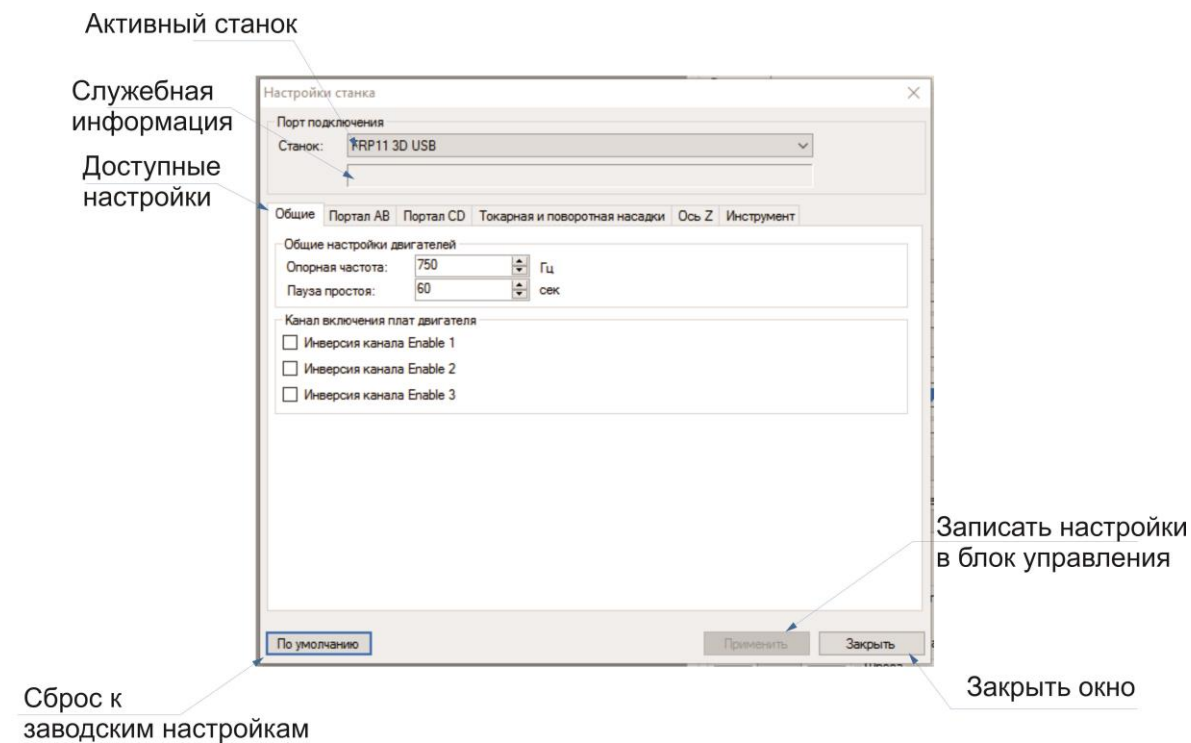 Активный станок
Служебная
информация
Доступные
настройки
Настройки станка
Порт подключения
Станок: FRP11 3D USB
Общие Портал AB Портал CD Токарная и поворотная насадки Ось Z Инструмент
Общие настройки двигателей
Опорная частота: 750 Гц
Пауза простоя: 60 сек
Канал включения плат двигателя
Инверсия канала Enable 1
Инверсия канала Enable 2
Инверсия канала Enable 3
Записать настройки
в блок управления
По умолчанию Применить Закрыть
Закрыть окно
Сброс к
заводским настройкам